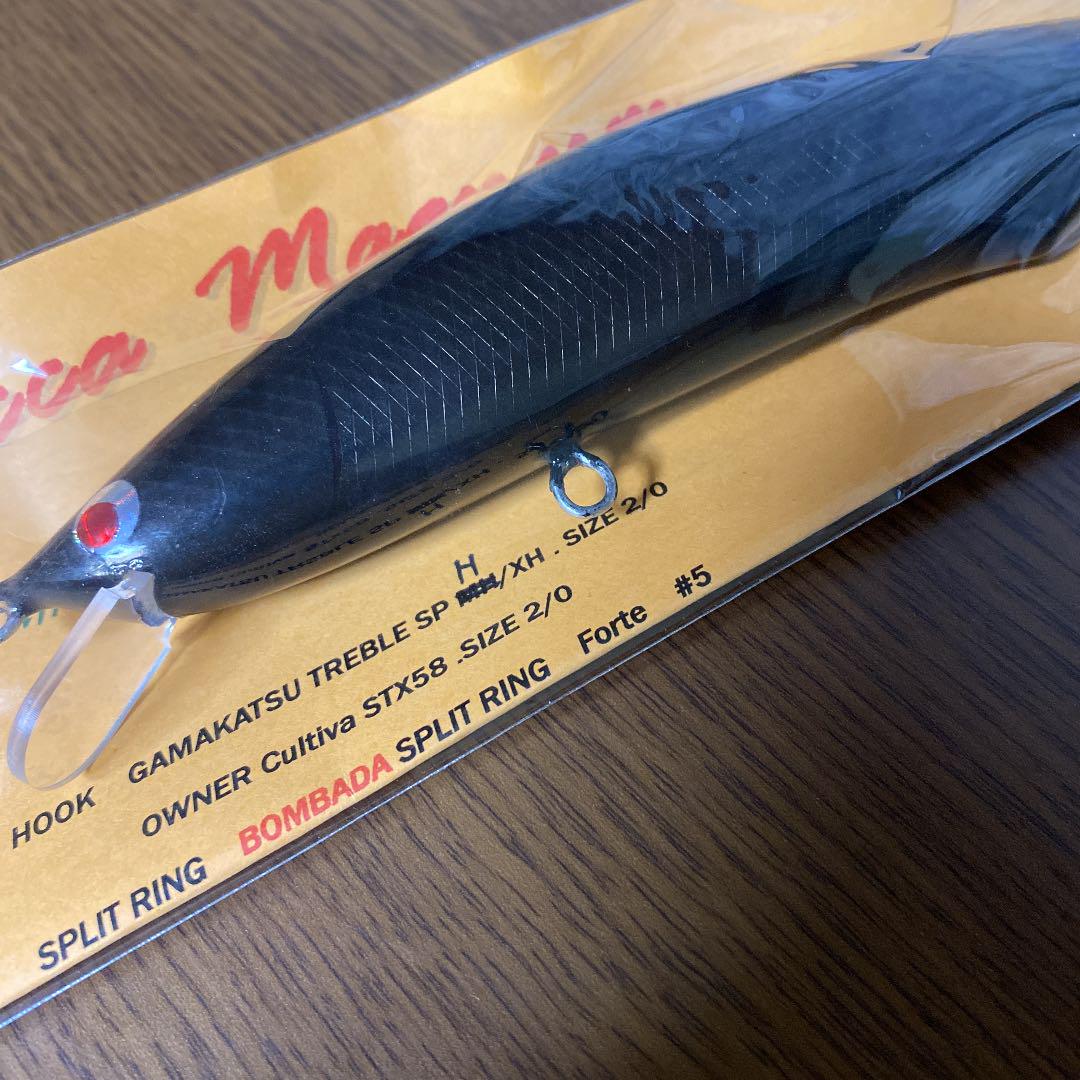 HOOK GAMAKATSU TREBLE SP H/XH . SIZE 2/0
OWNER Cultiva STX58 .SIZE 2/0
SPLIT RING BOMBADA SPLIT RING Forte #5